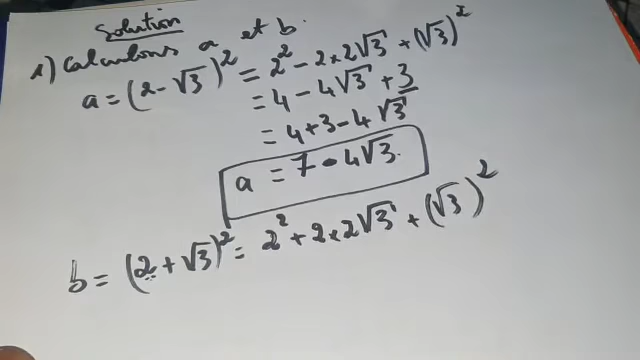 Solution
1) Calculons a et b.
a = (2 - √3)² = 2² - 2×2√3 + (√3)²
= 4 - 4√3 + 3
= 4+3 - 4√3
a = 7 - 4√3.
b = (2 + √3)² = 2² + 2×2√3 + (√3)²